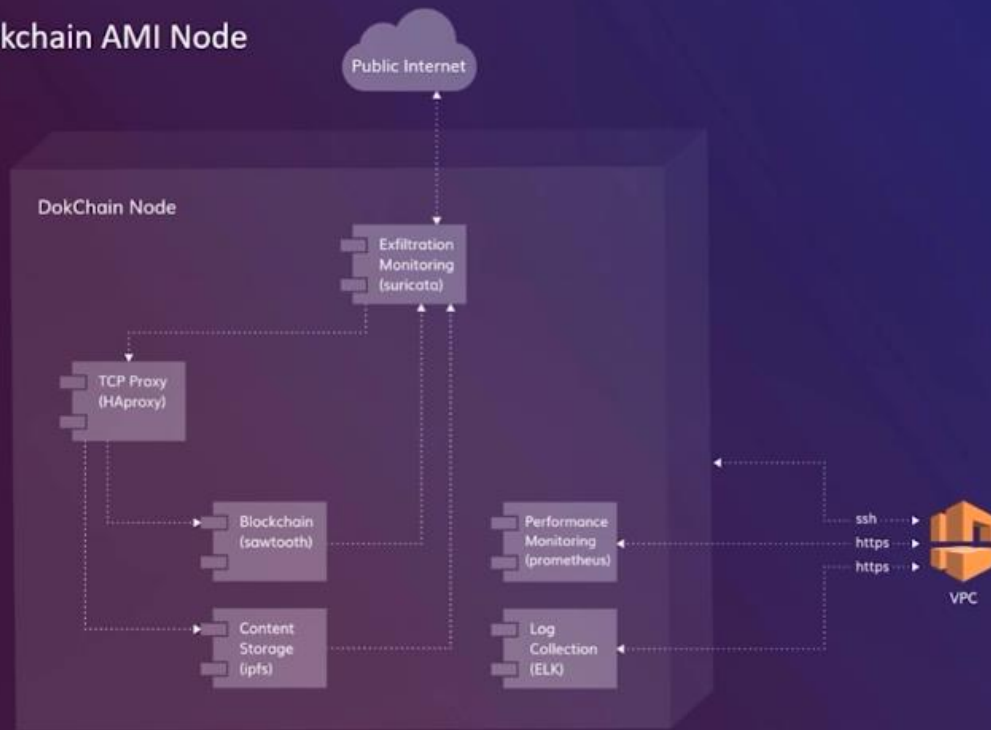 kchain AMI Node
Public Internet
DokChain Node
Exfiltration
Monitoring
(suricata)
TCP Proxy
(HAproxy)
Blockchain
(sawtooth)
Performance
Monitoring
(prometheus)
Content
Storage
(ipfs)
Log
Collection
(ELK)
ssh
https
https
VPC